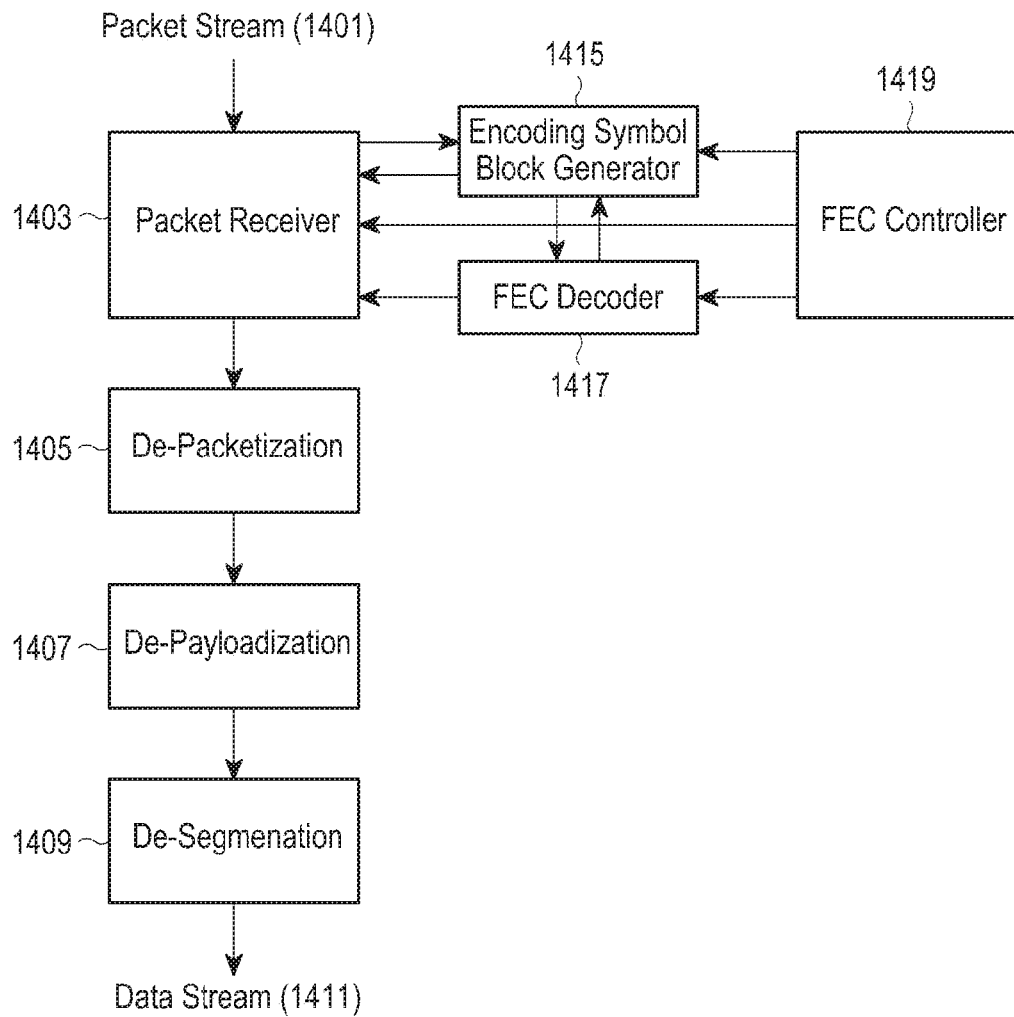 Packet Stream (1401)
1415
1419
Encoding Symbol
Block Generator
1403
Packet Receiver
FEC Controller
FEC Decoder
1417
1405
De-Packetization
1407
De-Payloadization
1409
De-Segmenation
Data Stream (1411)